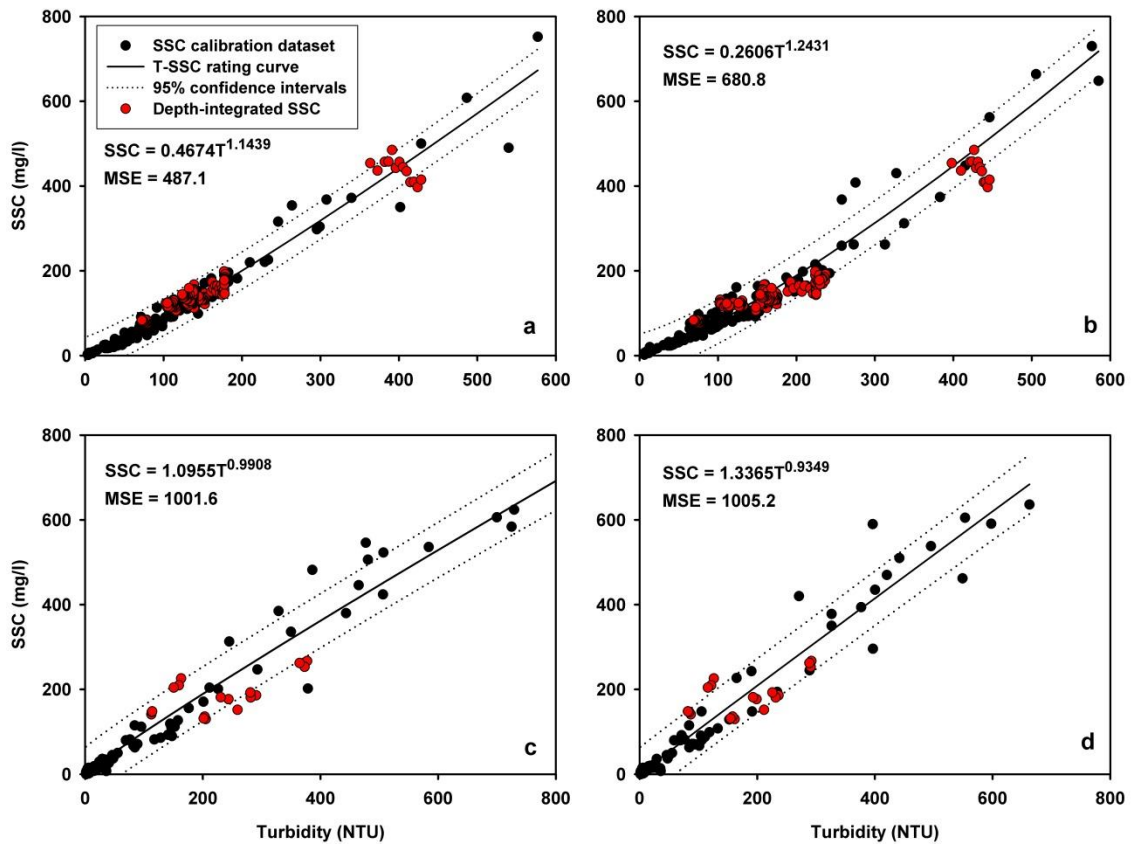 800
600
400
200
0
SSC (mg/l)
SSC calibration dataset
T-SSC rating curve
95% confidence intervals
Depth-integrated SSC
SSC = 0.4674T^1.1439
MSE = 487.1
a
0 100 200 300 400 500 600
800
600
400
200
0
SSC = 0.2606T^1.2431
MSE = 680.8
b
0 100 200 300 400 500 600
800
600
400
200
0
SSC (mg/l)
SSC = 1.0955T^0.9908
MSE = 1001.6
c
0 200 400 600 800
Turbidity (NTU)
800
600
400
200
0
SSC = 1.3365T^0.9349
MSE = 1005.2
d
0 200 400 600 800
Turbidity (NTU)